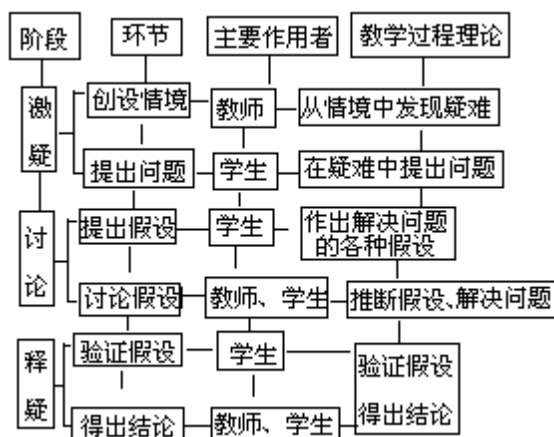 阶段
环节
主要作用者
教学过程理论
激疑
创设情境
教师
从情境中发现疑难
提出问题
学生
在疑难中提出问题
讨论
提出假设
学生
作出解决问题
的各种假设
讨论假设
教师、学生
推断假设、解决问题
释疑
验证假设
学生
验证假设
得出结论
教师、学生
得出结论